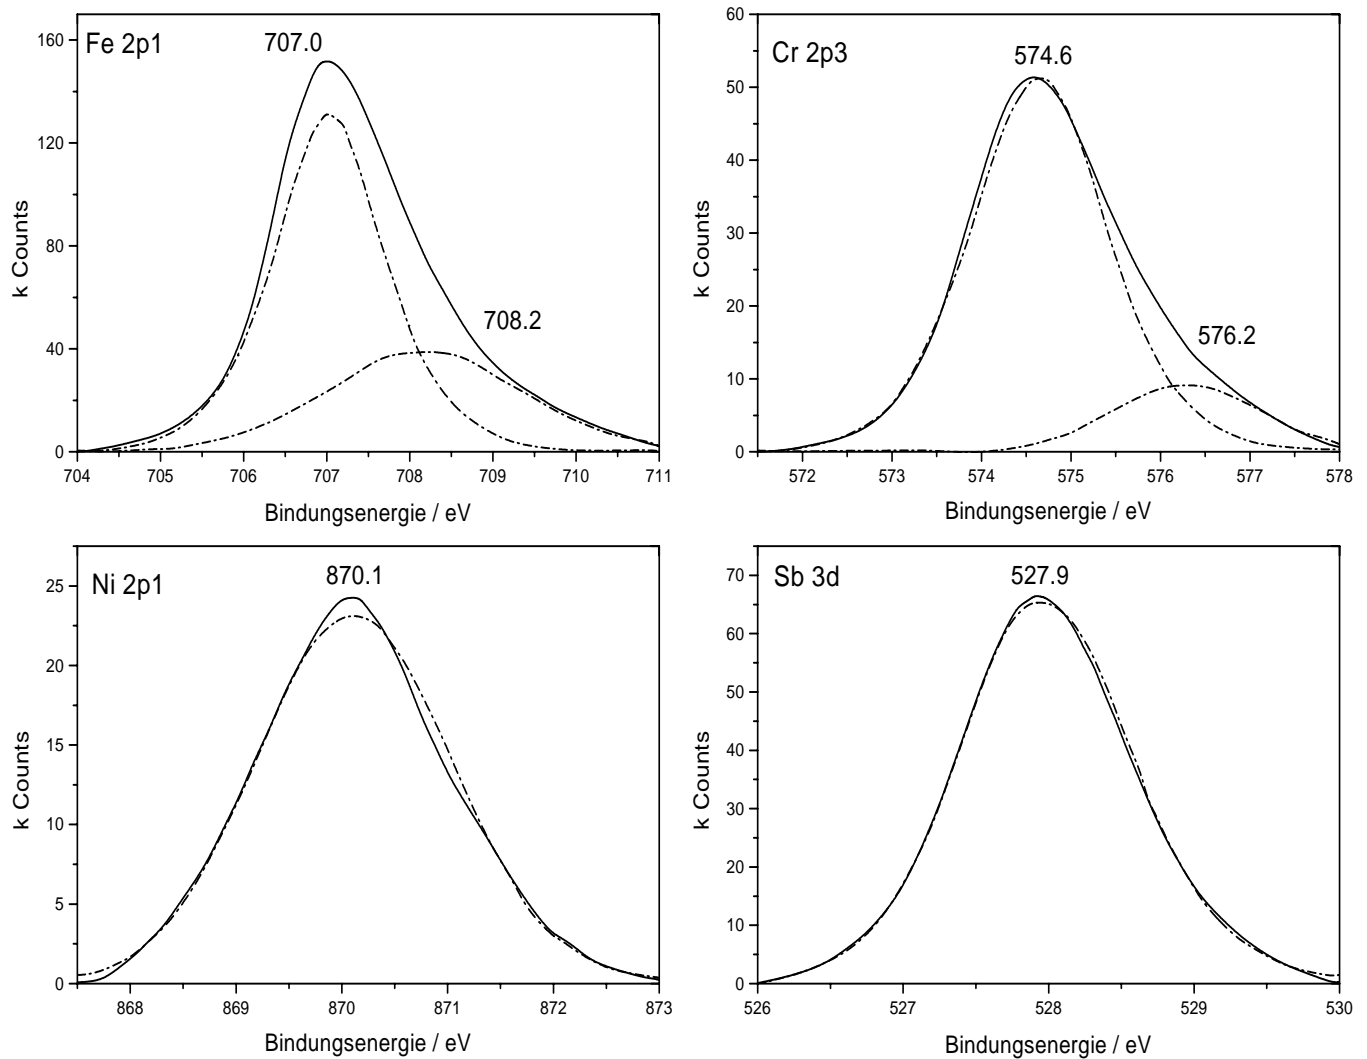 Fe 2p1
707.0
708.2
160
120
80
40
0
704 705 706 707 708 709 710 711
k Counts
Bindungsenergie / eV
Cr 2p3
574.6
576.2
60
50
40
30
20
10
0
572 573 574 575 576 577 578
k Counts
Bindungsenergie / eV
Ni 2p1
870.1
25
20
15
10
5
0
868 869 870 871 872 873
k Counts
Bindungsenergie / eV
Sb 3d
527.9
70
60
50
40
30
20
10
0
526 527 528 529 530
k Counts
Bindungsenergie / eV